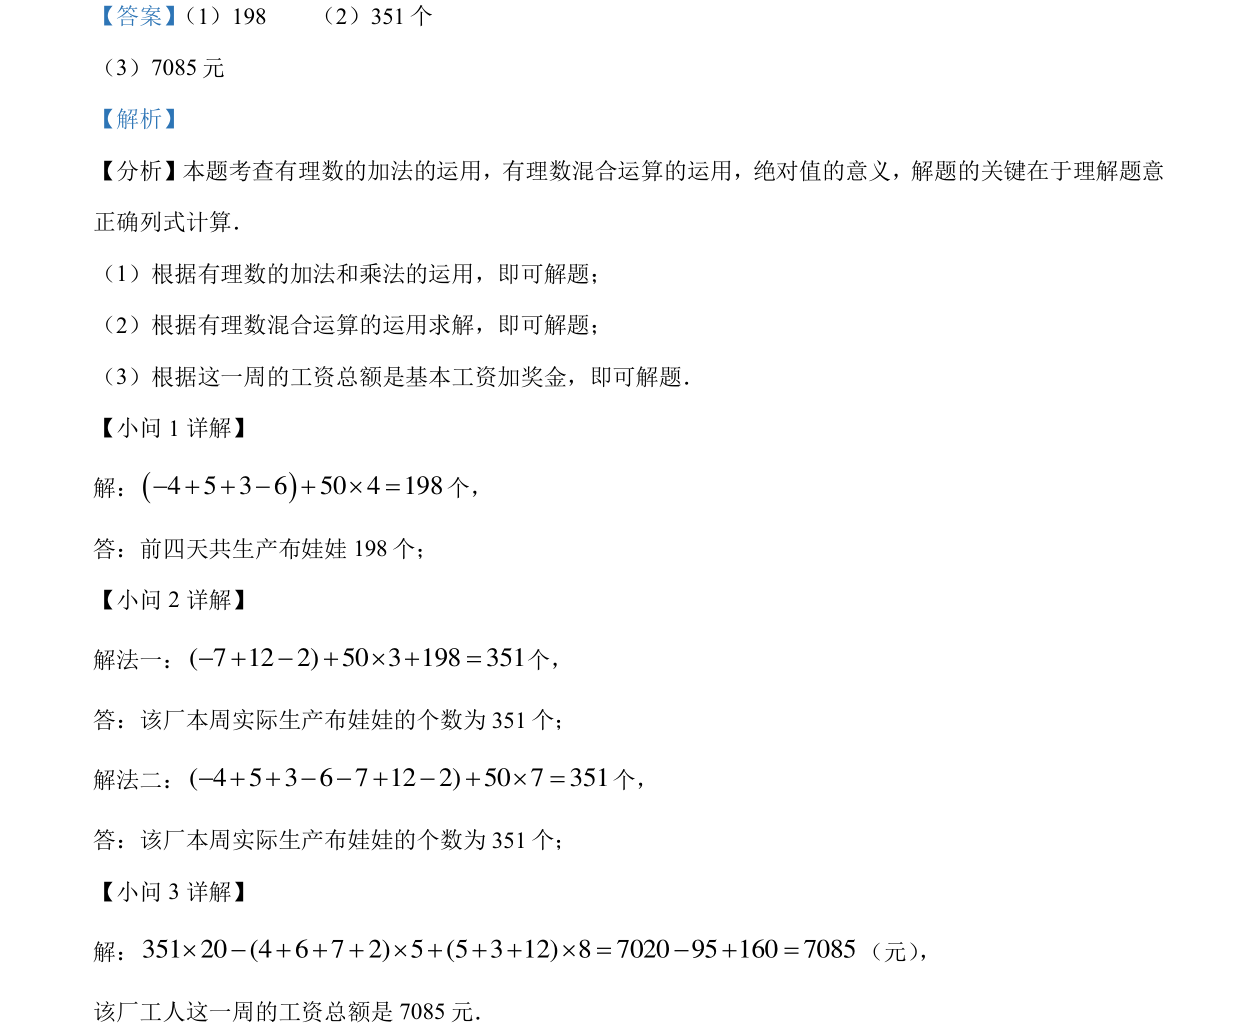 【答案】（1）198 （2）351 个
（3）7085 元
【解析】
【分析】本题考查有理数的加法的运用，有理数混合运算的运用，绝对值的意义，解题的关键在于理解题意
正确列式计算．
（1）根据有理数的加法和乘法的运用，即可解题；
（2）根据有理数混合运算的运用求解，即可解题；
（3）根据这一周的工资总额是基本工资加奖金，即可解题．
【小问 1 详解】
解：(−4+5+3−6)+50×4=198个，
答：前四天共生产布娃娃 198 个；
【小问 2 详解】
解法一：(−7+12−2)+50×3+198=351个，
答：该厂本周实际生产布娃娃的个数为 351 个；
解法二：(−4+5+3−6−7+12−2)+50×7=351个，
答：该厂本周实际生产布娃娃的个数为 351 个；
【小问 3 详解】
解：351×20−(4+6+7+2)×5+(5+3+12)×8=7020−95+160=7085（元），
该厂工人这一周的工资总额是 7085 元．